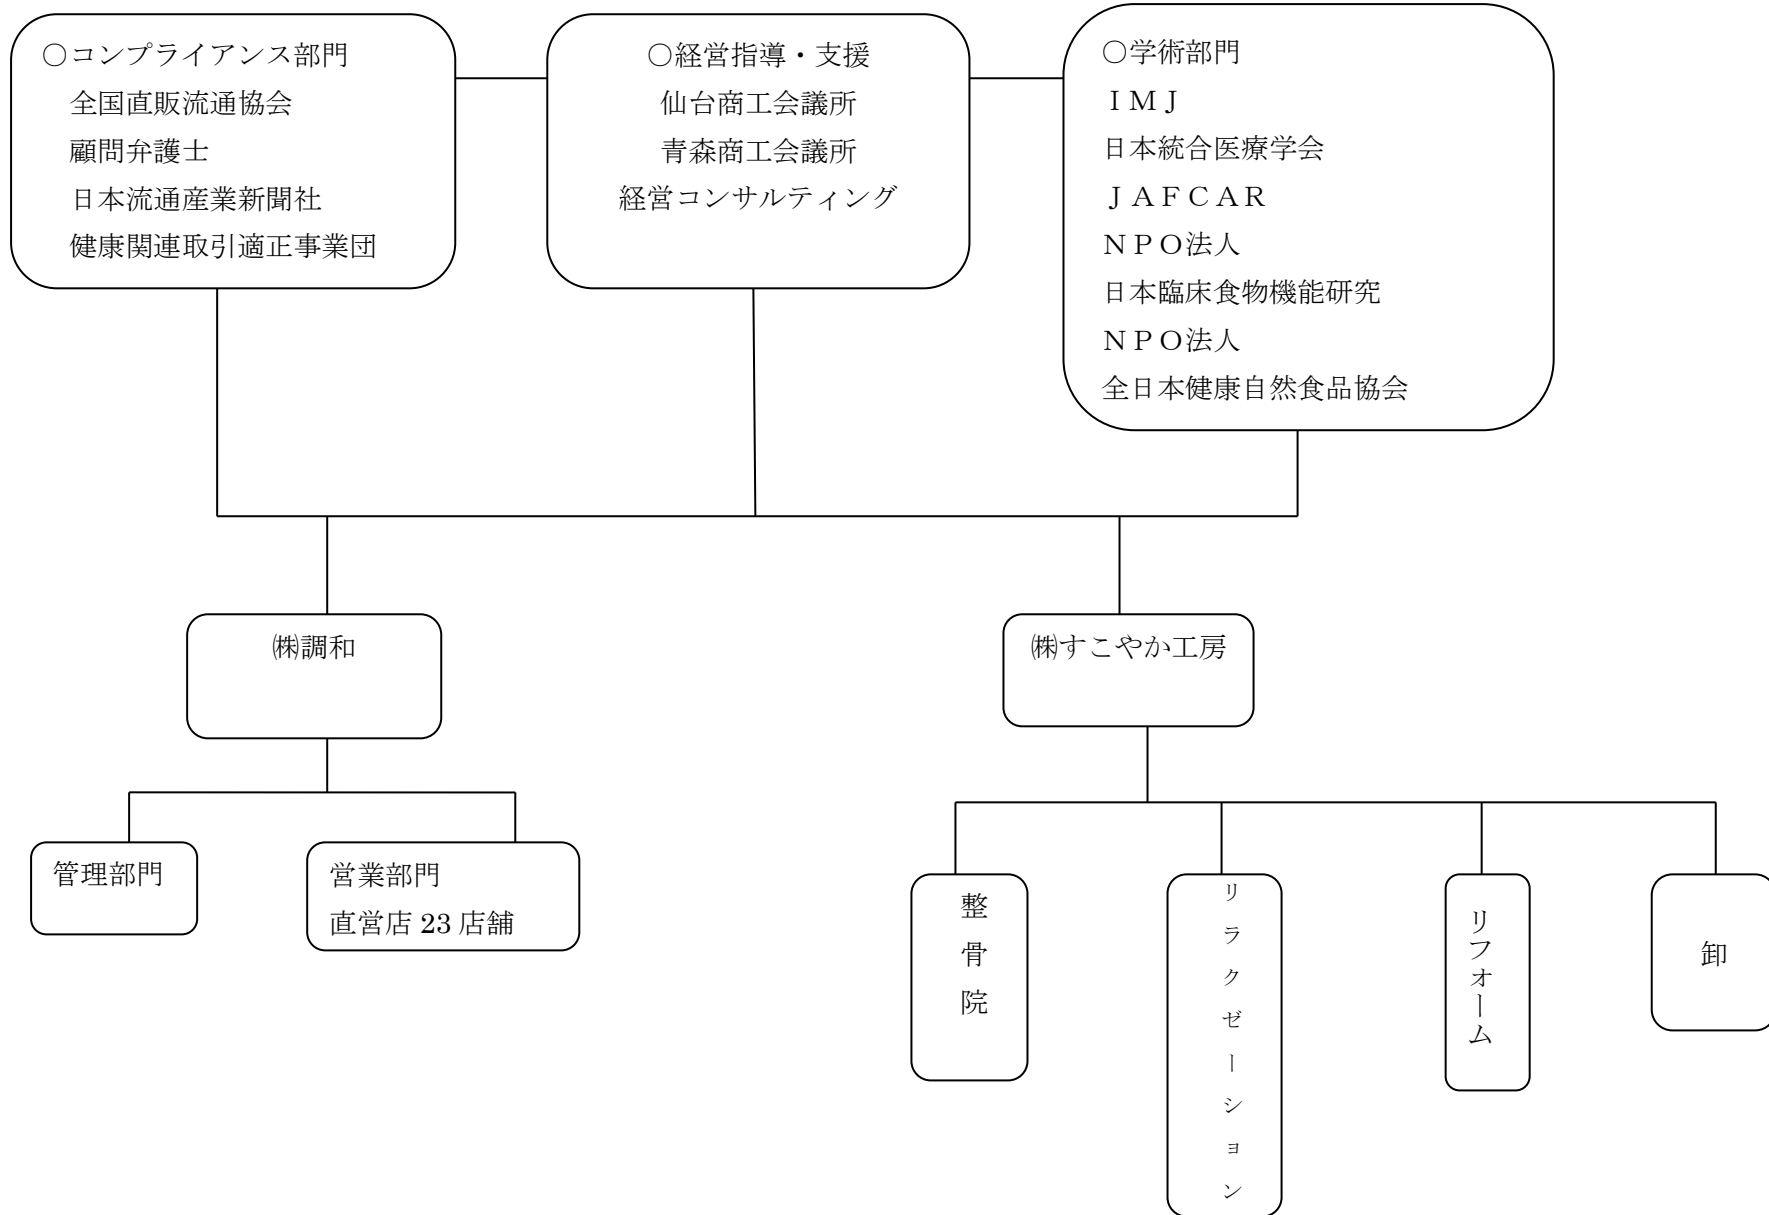 ○コンプライアンス部門
全国直販流通協会
顧問弁護士
日本流通産業新聞社
健康関連取引適正事業団
○経営指導・支援
仙台商工会議所
青森商工会議所
経営コンサルティング
○学術部門
ＩＭＪ
日本統合医療学会
ＪＡＦＣＡＲ
ＮＰＯ法人
日本臨床食物機能研究
ＮＰＯ法人
全日本健康自然食品協会
㈱調和
㈱すこやか工房
管理部門
営業部門
直営店 23 店舗
整骨院
リラクゼーション
リフォーム
卸